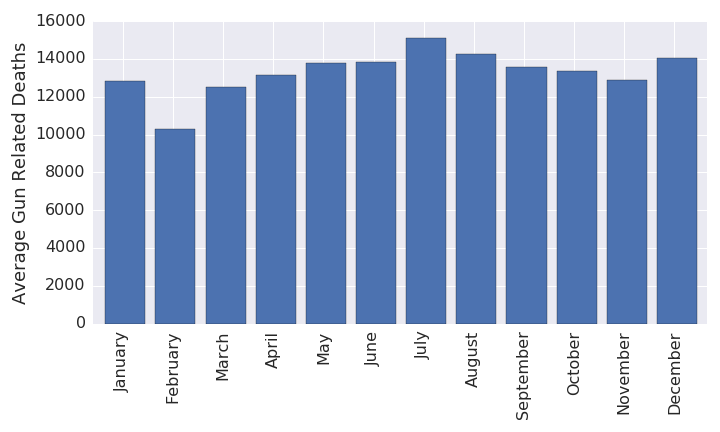 Average Gun Related Deaths
16000
14000
12000
10000
8000
6000
4000
2000
0
January
February
March
April
May
June
July
August
September
October
November
December